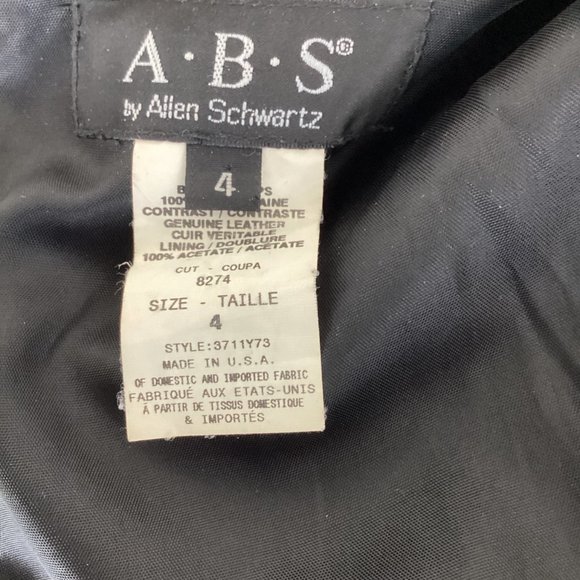 A·B·S®
by Allen Schwartz
4
100%
CONTRAST / CONTRASTE
GENUINE LEATHER
CUIR VERITABLE
LINING / DOUBLURE
100% ACETATE / ACETATE
CUT - COUPA
8274
SIZE - TAILLE
4
STYLE:3711Y73
MADE IN U.S.A.
OF DOMESTIC AND IMPORTED FABRIC
FABRIQUÉ AUX ETATS-UNIS
À PARTIR DE TISSUS DOMESTIQUE
& IMPORTÉS